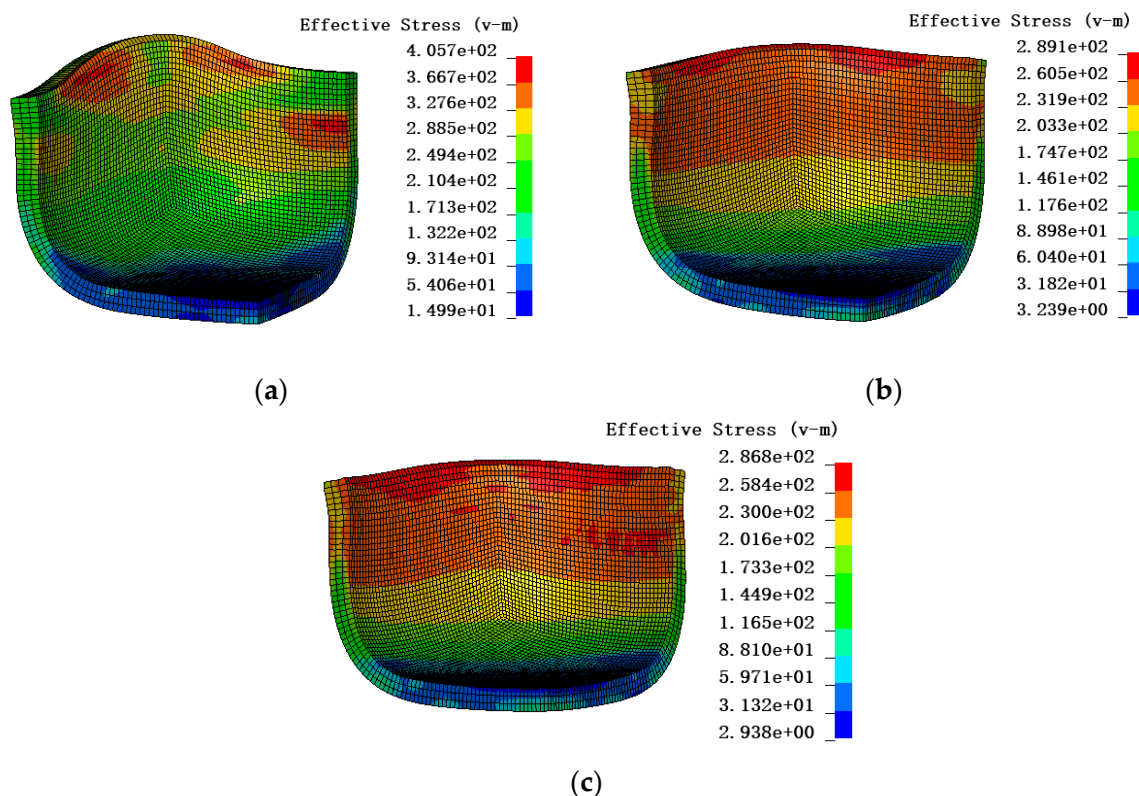 Effective Stress (v-m)
4.057e+02
3.667e+02
3.276e+02
2.885e+02
2.494e+02
2.104e+02
1.713e+02
1.322e+02
9.314e+01
5.406e+01
1.499e+01
(a)
Effective Stress (v-m)
2.891e+02
2.605e+02
2.319e+02
2.033e+02
1.747e+02
1.461e+02
1.176e+02
8.898e+01
6.040e+01
3.182e+01
3.239e+00
(b)
Effective Stress (v-m)
2.868e+02
2.584e+02
2.300e+02
2.016e+02
1.733e+02
1.449e+02
1.165e+02
8.810e+01
5.971e+01
3.132e+01
2.938e+00
(c)